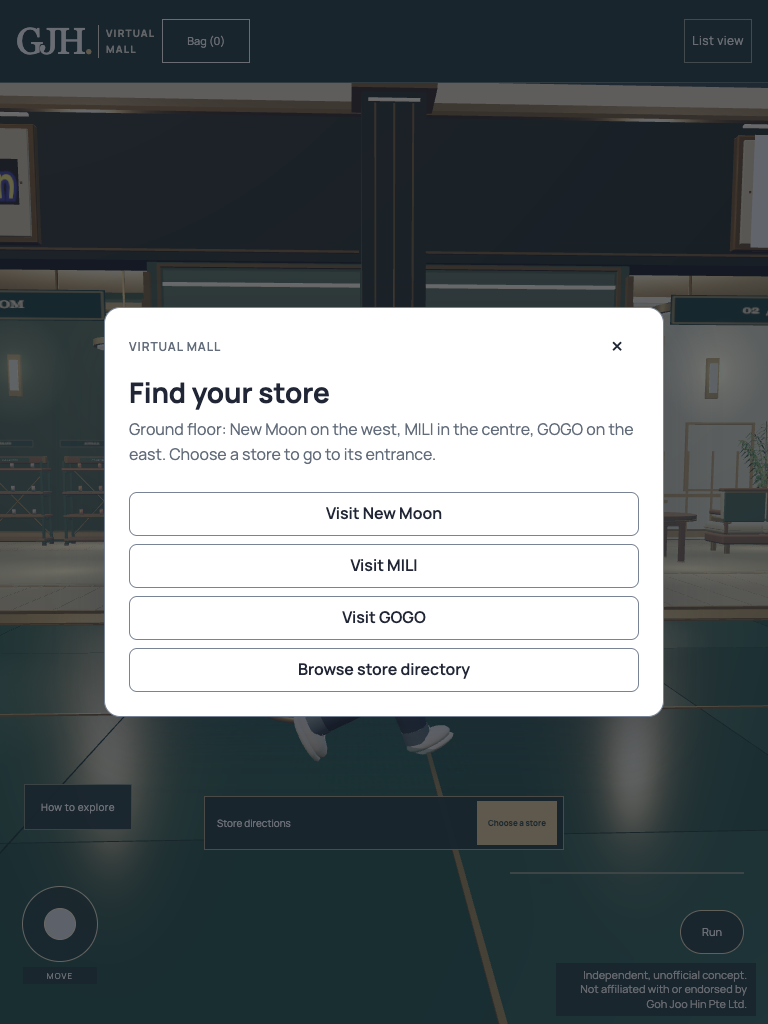 GJH.
VIRTUAL
MALL
Bag (0)
List view
n
OM
02
VIRTUAL MALL
×
Find your store
Ground floor: New Moon on the west, MILI in the centre, GOGO on the
east. Choose a store to go to its entrance.
Visit New Moon
Visit MILI
Visit GOGO
Browse store directory
How to explore
Store directions
Choose a store
Run
MOVE
Independent, unofficial concept.
Not affiliated with or endorsed by
Goh Joo Hin Pte Ltd.